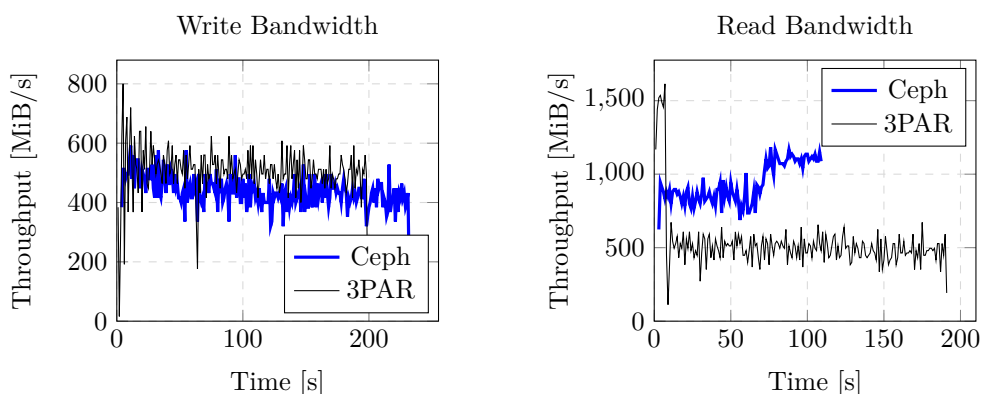 Write Bandwidth
800
600
400
200
0
0 100 200
Throughput [MiB/s]
Time [s]
Ceph
3PAR
Read Bandwidth
1,500
1,000
500
0
0 50 100 150 200
Throughput [MiB/s]
Time [s]
Ceph
3PAR